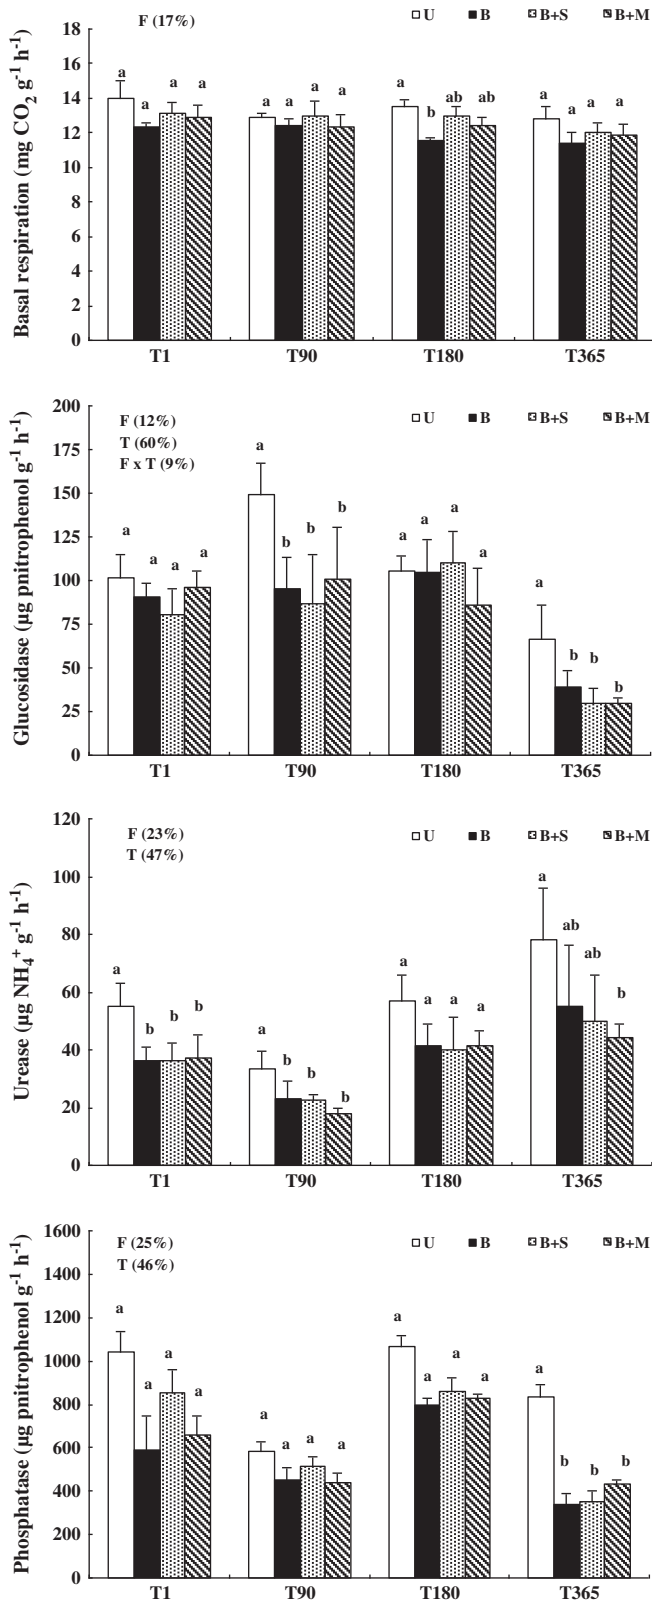 F (17%)
U B B+S B+M
Basal respiration (mg CO₂ g⁻¹ h⁻¹)
18
16
14
12
10
8
6
4
2
0
a a a a a a a a a b ab ab a a a a
T1 T90 T180 T365
F (12%)
T (60%)
F x T (9%)
U B B+S B+M
Glucosidase (µg pnitrophenol g⁻¹ h⁻¹)
200
175
150
125
100
75
50
25
0
a a a a a b b b a a a a a b b b
T1 T90 T180 T365
F (23%)
T (47%)
U B B+S B+M
Urease (µg NH₄⁺ g⁻¹ h⁻¹)
120
100
80
60
40
20
0
a b b b a b b b a a a a a ab ab b
T1 T90 T180 T365
F (25%)
T (46%)
U B B+S B+M
Phosphatase (µg pnitrophenol g⁻¹ h⁻¹)
1600
1400
1200
1000
800
600
400
200
0
a a a a a a a a a a a a a b b b
T1 T90 T180 T365